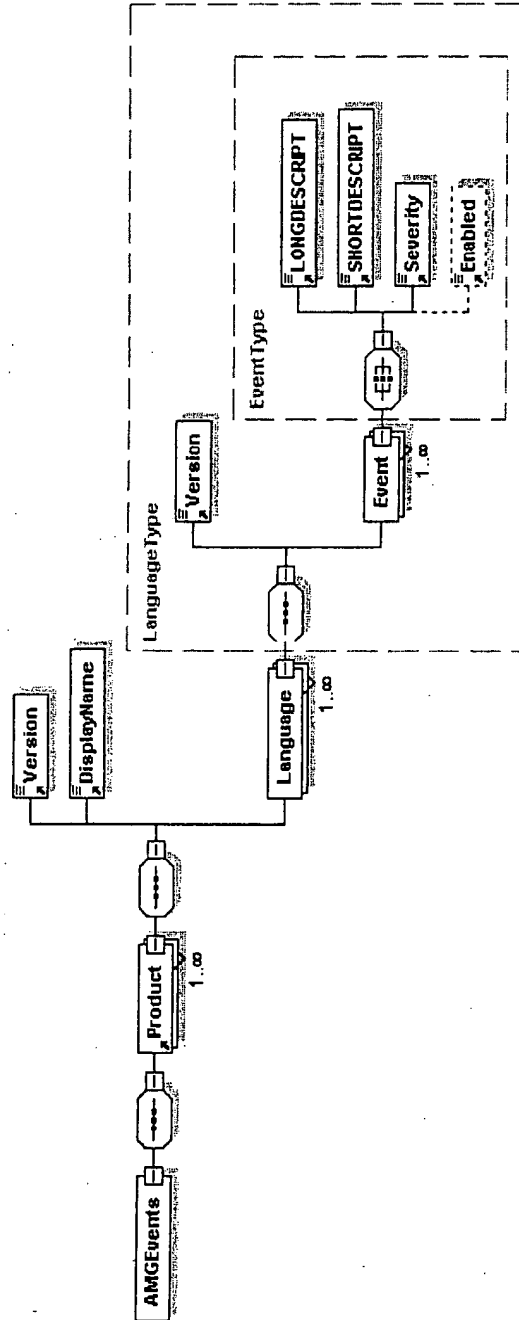 AMGEvents
Product
1..∞
Version
DisplayName
Language
1..∞
LanguageType
Version
Event
1..∞
EventType
LONGDESCRIPT
SHORTDESCRIPT
Severity
Enabled